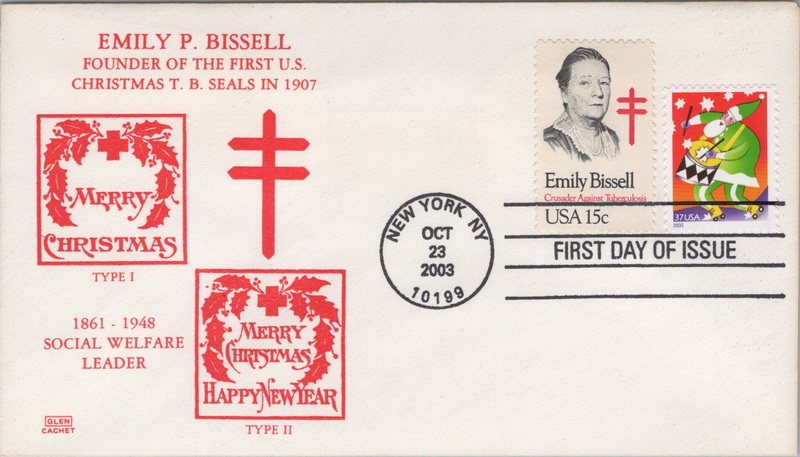 EMILY P. BISSELL
FOUNDER OF THE FIRST U.S.
CHRISTMAS T. B. SEALS IN 1907
MERRY
CHRISTMAS
TYPE I
1861 - 1948
SOCIAL WELFARE
LEADER
MERRY
CHRISTMAS
HAPPY NEW YEAR
TYPE II
GLEN
CACHET
NEW YORK NY
OCT
23
2003
10199
Emily Bissell
Crusader Against Tuberculosis
USA 15c
37USA
2003
FIRST DAY OF ISSUE